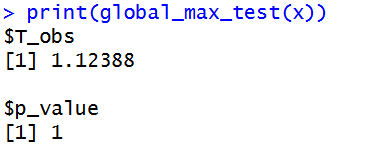 > print(global_max_test(x))
$T_obs
[1] 1.12388

$p_value
[1] 1